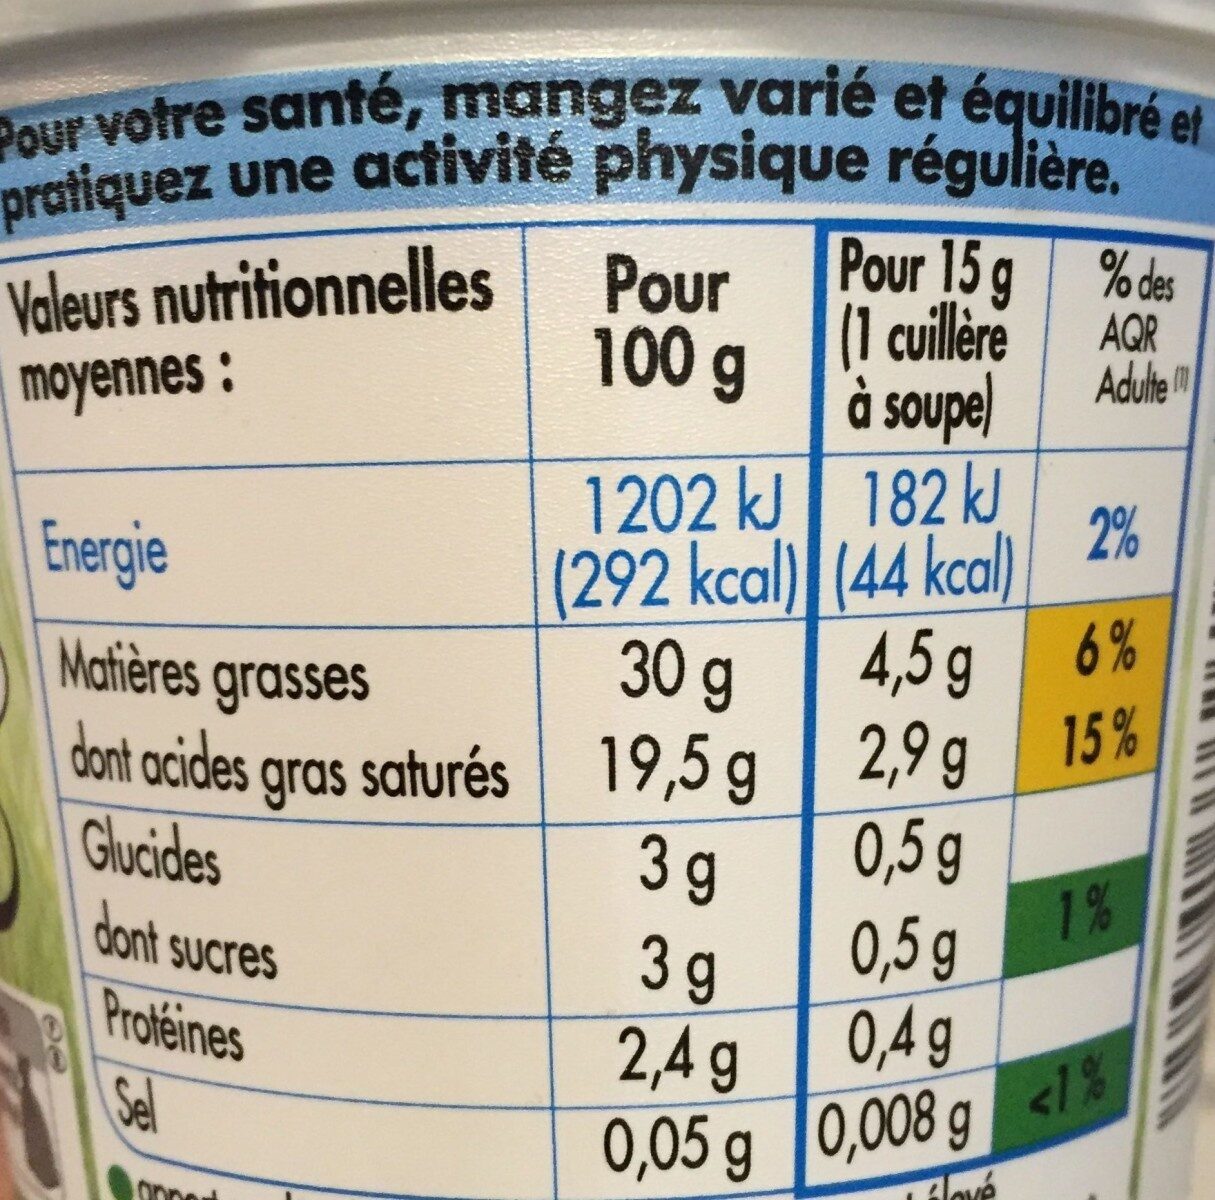 Pour votre santé, mangez varié et équilibré et
pratiquez une activité physique régulière.
Valeurs nutritionnelles moyennes : Pour 100 g Pour 15 g (1 cuillère à soupe) % des AQR Adulte (1)
Energie 1202 kJ (292 kcal) 182 kJ (44 kcal) 2%
Matières grasses 30 g 4,5 g 6%
dont acides gras saturés 19,5 g 2,9 g 15%
Glucides 3 g 0,5 g
dont sucres 3 g 0,5 g 1%
Protéines 2,4 g 0,4 g
Sel 0,05 g 0,008 g <1%